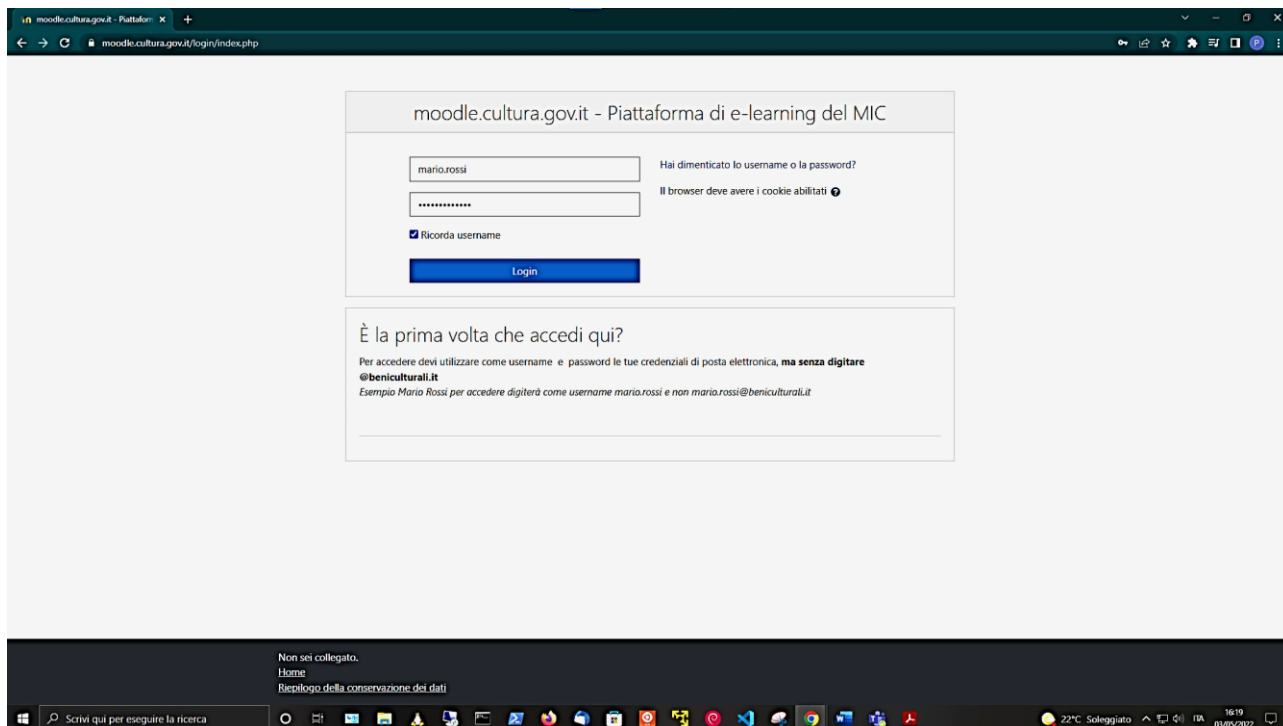 moodle.cultura.gov.it - Piattaform
moodle.cultura.gov.it/login/index.php
P
moodle.cultura.gov.it - Piattaforma di e-learning del MIC
mario.rossi
Hai dimenticato lo username o la password?
•••••••••••••
Il browser deve avere i cookie abilitati
Ricorda username
Login
È la prima volta che accedi qui?
Per accedere devi utilizzare come username e password le tue credenziali di posta elettronica, ma senza digitare
@beniculturali.it
Esempio Mario Rossi per accedere digiterà come username mario.rossi e non mario.rossi@beniculturali.it
Non sei collegato.
Home
Riepilogo della conservazione dei dati
Scrivi qui per eseguire la ricerca
22°C Soleggiato
ITA
16:19
03/05/2022